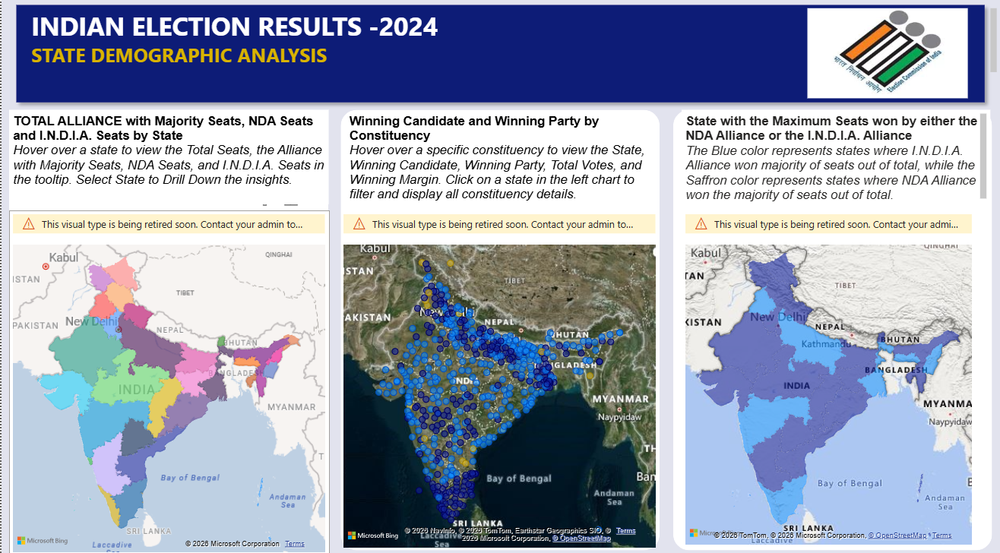 INDIAN ELECTION RESULTS -2024
STATE DEMOGRAPHIC ANALYSIS
भारत निर्वाचन आयोग
Election Commission of India
TOTAL ALLIANCE with Majority Seats, NDA Seats
and I.N.D.I.A. Seats by State
Hover over a state to view the Total Seats, the Alliance
with Majority Seats, NDA Seats, and I.N.D.I.A. Seats in
the tooltip. Select State to Drill Down the insights.
This visual type is being retired soon. Contact your admin to...
Kabul
QINGHAI
ISTAN
TIBET
PAKISTAN
New Delhi
NEPAL
BHUTAN
BANGLADESH
INDIA
MYANMAR
T
Bay of Bengal
Andaman
Sea
SRI LANKA
Laccadive
Microsoft Bing
© 2026 Microsoft Corporation Terms
Winning Candidate and Winning Party by
Constituency
Hover over a specific constituency to view the State,
Winning Candidate, Winning Party, Total Votes, and
Winning Margin. Click on a state in the left chart to
filter and display all constituency details.
This visual type is being retired soon. Contact your admin to...
Kabul
ISTAN
TIBET
PAKISTAN
New Delhi
NEPAL
BHUTAN
NGLADESH
INDIA
MYANMAR
Naypyidaw
TH
Ban
Bay of Bengal
Andaman
Sea
SRI LANKA
Laccadive
Sea
Microsoft Bing
© 2026 NavInfo, © 2026 TomTom, Earthstar Geographics SIO, © Terms
2026 Microsoft Corporation, © OpenStreetMap
State with the Maximum Seats won by either the
NDA Alliance or the I.N.D.I.A. Alliance
The Blue color represents states where I.N.D.I.A.
Alliance won majority of seats out of total, while the
Saffron color represents states where NDA Alliance
won the majority of seats out of total.
This visual type is being retired soon. Contact your admi...
Kabul
QINGHAI
TAN
TIBET
KISTAN
New Delhi
NEPAL
Kathmandu
BHUTAN
BANGLADESH
INDIA
MYANMA
Naypyidaw
Bay of Bengal
Andaman
Sea
SRI LANKA
Laccadive
© 2026 TomTom, © 2026 Microsoft Corporation, © OpenStreetMap Terms